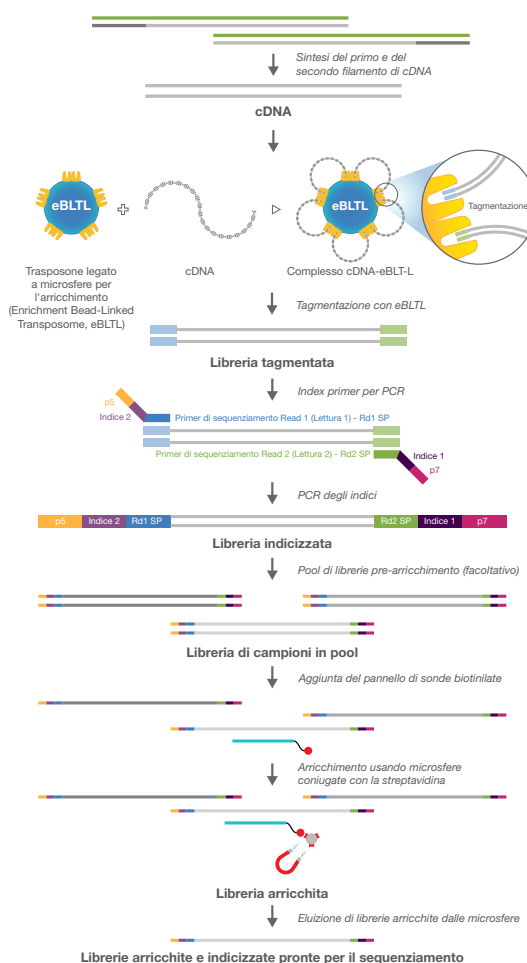 Sintesi del primo e del
secondo filamento di cDNA
cDNA
eBLTL
eBLTL
Tagmentazione
Trasposone legato
a microsfere per
l'arricchimento
(Enrichment Bead-Linked
Transposome, eBLTL)
cDNA
Complesso cDNA-eBLT-L
Tagmentazione con eBLTL
Libreria tagmentata
Index primer per PCR
p5
Indice 2
Primer di sequenziamento Read 1 (Lettura 1) - Rd1 SP
Primer di sequenziamento Read 2 (Lettura 2) - Rd2 SP
Indice 1
p7
PCR degli indici
p5 Indice 2 Rd1 SP Rd2 SP Indice 1 p7
Libreria indicizzata
Pool di librerie pre-arricchimento (facoltativo)
Libreria di campioni in pool
Aggiunta del pannello di sonde biotinilate
Arricchimento usando microsfere
coniugate con la streptavidina
Libreria arricchita
Eluizione di librerie arricchite dalle microsfere
Librerie arricchite e indicizzate pronte per il sequenziamento